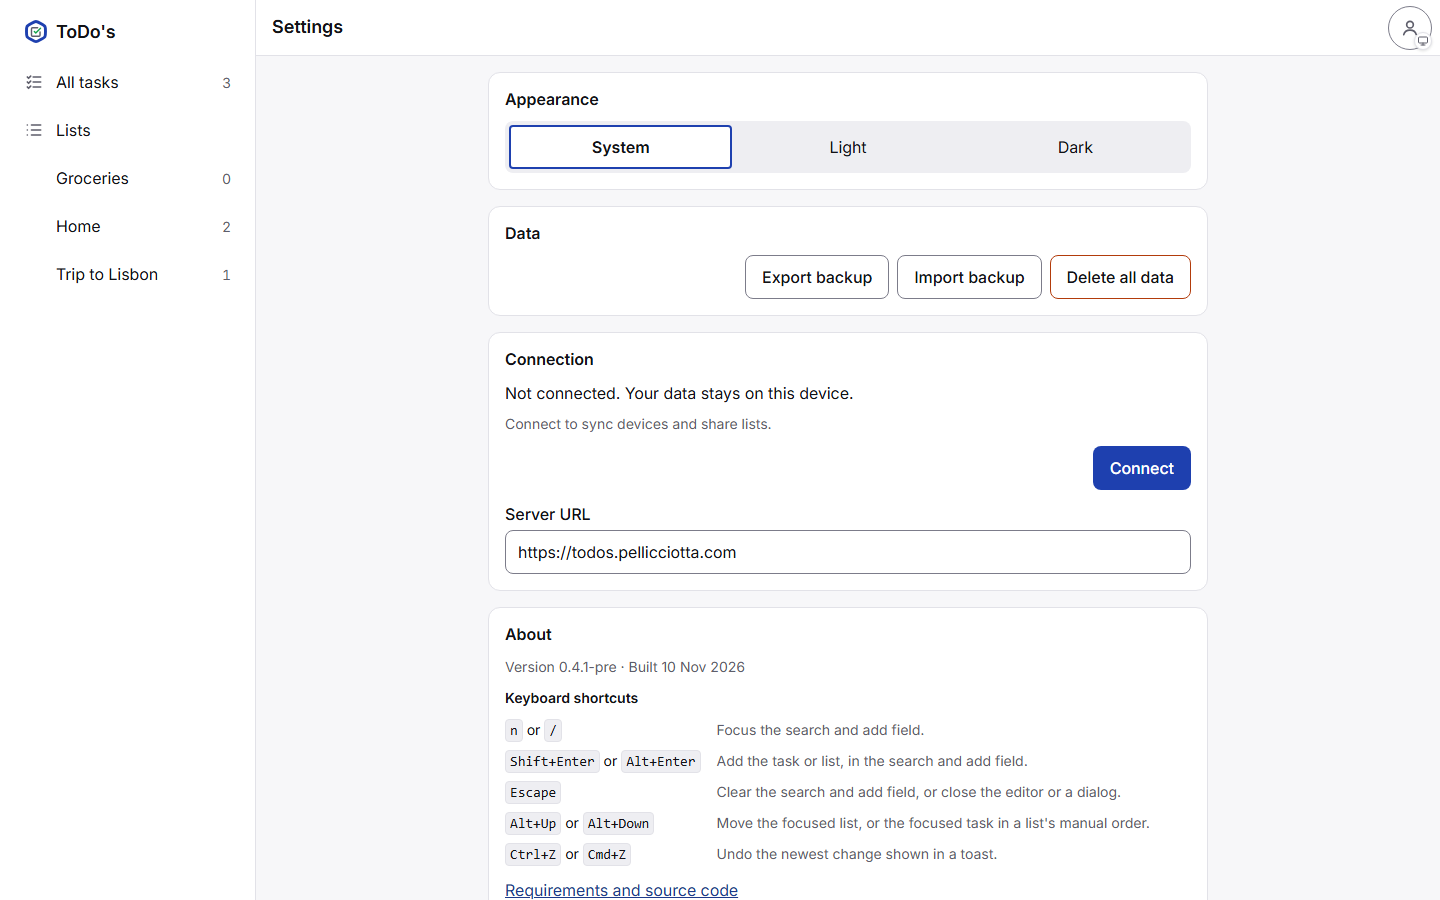 ToDo's
Settings
All tasks 3
Lists
Groceries 0
Home 2
Trip to Lisbon 1
Appearance
System Light Dark
Data
Export backup Import backup Delete all data
Connection
Not connected. Your data stays on this device.
Connect to sync devices and share lists.
Connect
Server URL
https://todos.pellicciotta.com
About
Version 0.4.1-pre · Built 10 Nov 2026
Keyboard shortcuts
n or / Focus the search and add field.
Shift+Enter or Alt+Enter Add the task or list, in the search and add field.
Escape Clear the search and add field, or close the editor or a dialog.
Alt+Up or Alt+Down Move the focused list, or the focused task in a list's manual order.
Ctrl+Z or Cmd+Z Undo the newest change shown in a toast.
Requirements and source code